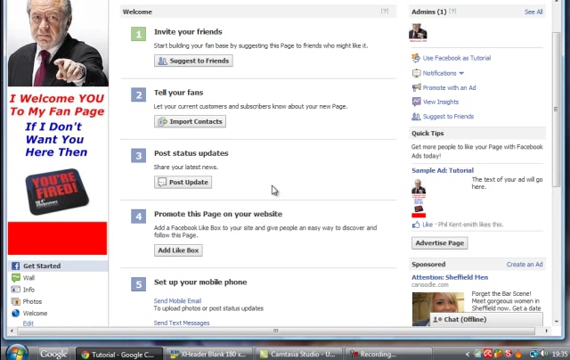 I Welcome YOU
To My Fan Page
If I Don't
Want You
Here Then
YOU'RE
FIRED!
Get Started
Wall
Info
Photos
Welcome
Edit
Welcome
[?]
1
Invite your friends
Start building your fan base by suggesting this Page to friends who might like it.
Suggest to Friends
2
Tell your fans
Let your current customers and subscribers know about your new Page.
Import Contacts
3
Post status updates
Share your latest news.
Post Update
4
Promote this Page on your website
Add a Facebook Like Box to your site and give people an easy way to discover and
follow this Page.
Add Like Box
5
Set up your mobile phone
Send Mobile Email
To upload photos or post status updates
Send Text Messages
Admins (1) [?]
See All
Use Facebook as Tutorial
Notifications
Promote with an Ad
View Insights
Suggest to Friends
Quick Tips
Get more people to like your Page with Facebook
Ads today!
Sample Ad: Tutorial
The text of your ad will go
here.
Like · Phil Kent-smith likes this.
Advertise Page
Sponsored
Create an Ad
Attention: Sheffield Men
cansodie.com
Forget the Bar Scene!
Meet gorgeous women in
Sheffield now. Get a date
Chat (Offline)
Google
Tutorial - Google C...
XHeader Blank 180 x...
Camtasia Studio - U...
Recording...
Google
19:35